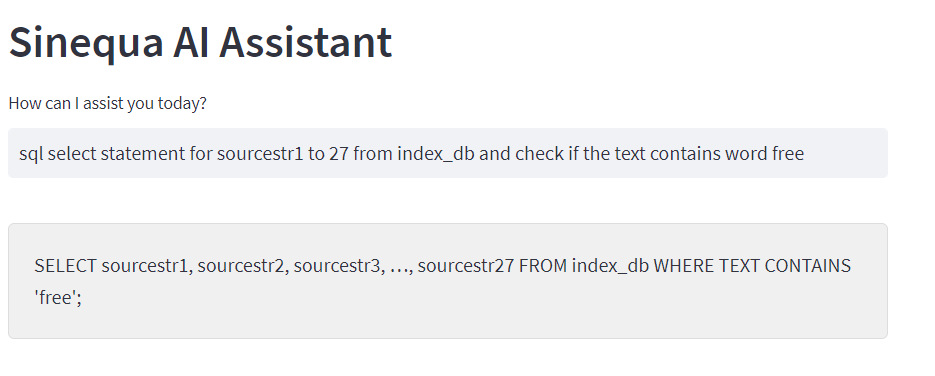 Sinequa AI Assistant
How can I assist you today?
sql select statement for sourcestr1 to 27 from index_db and check if the text contains word free
SELECT sourcestr1, sourcestr2, sourcestr3, …, sourcestr27 FROM index_db WHERE TEXT CONTAINS
'free';